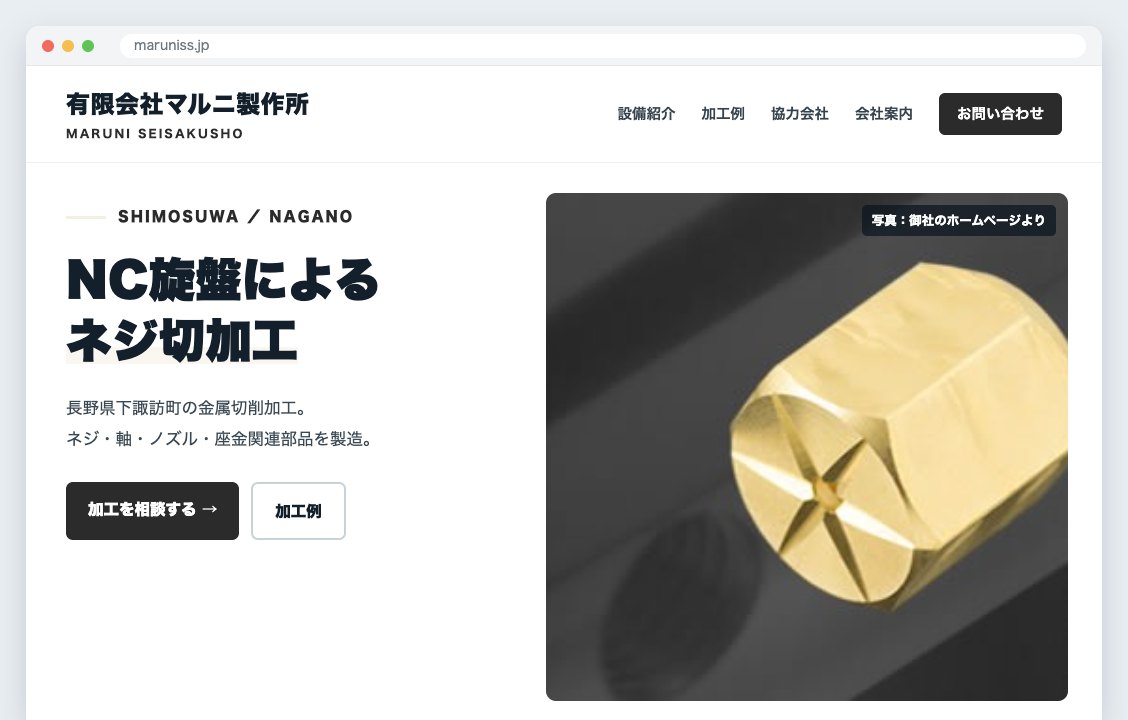 maruniss.jp
有限会社マルニ製作所
MARUNI SEISAKUSHO
設備紹介
加工例
協力会社
会社案内
お問い合わせ
SHIMOSUWA ／ NAGANO
NC旋盤による
ネジ切加工
長野県下諏訪町の金属切削加工。
ネジ・軸・ノズル・座金関連部品を製造。
加工を相談する →
加工例
写真：御社のホームページより